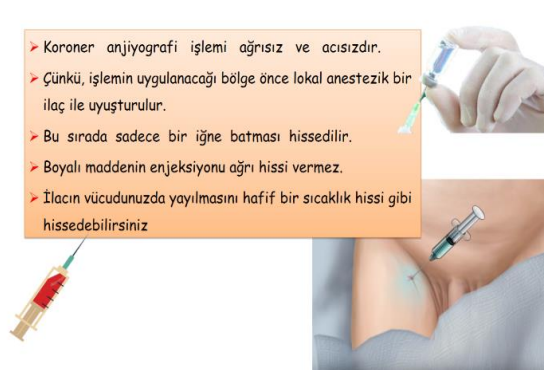 Koroner anjiyografi işlemi ağrısız ve acısızdır.
Çünkü, işlemin uygulanacağı bölge önce lokal anestezik bir
ilaç ile uyuşturulur.
Bu sırada sadece bir iğne batması hissedilir.
Boyalı maddenin enjeksiyonu ağrı hissi vermez.
İlacın vücudunuzda yayılmasını hafif bir sıcaklık hissi gibi
hissedebilirsiniz